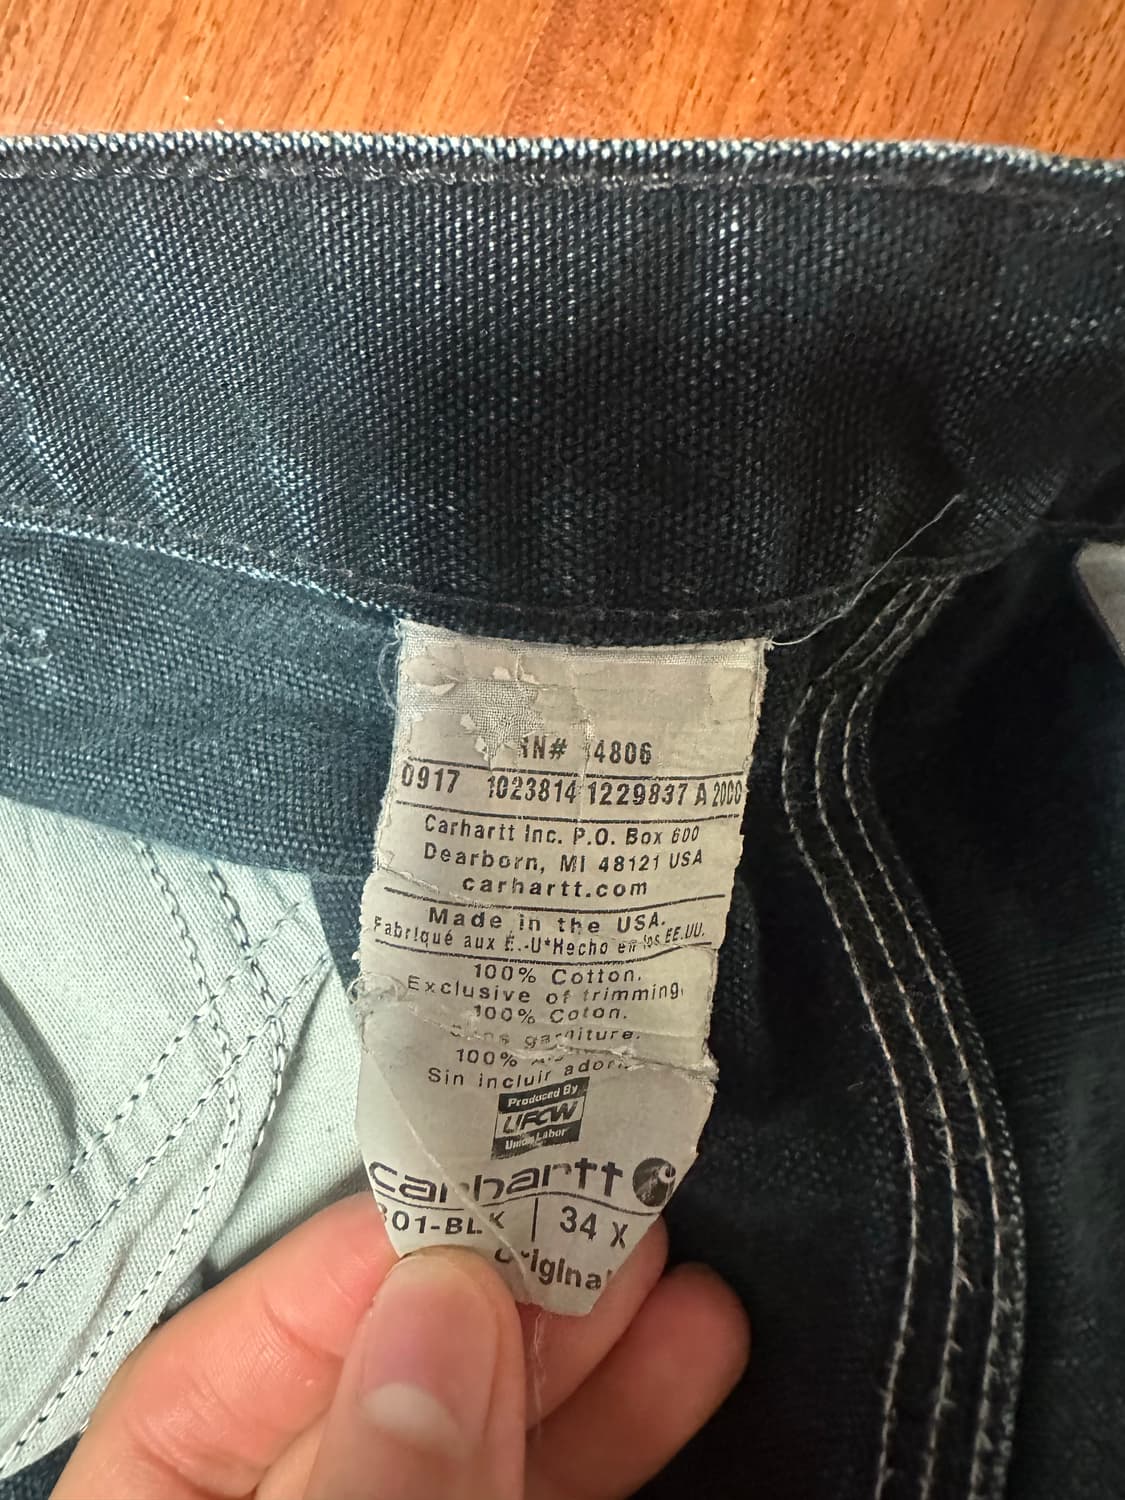 RN# 14806
0917 1023814 1229837 A 2000
Carhartt Inc. P.O. Box 600
Dearborn, MI 48121 USA
carhartt.com
Made in the USA.
Fabriqué aux É.-U*Hecho en los EE.UU.
100% Cotton.
Exclusive of trimming.
100% Coton.
garniture.
100%
Sin incluir
Produced By
UFCW
Union Labor
carhartt
01-BLK | 34 X
Original